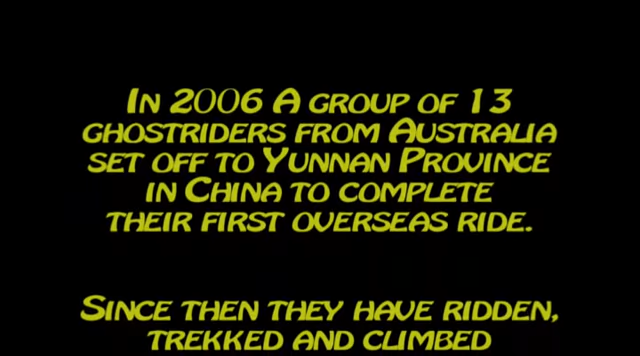 In 2006 A group of 13
ghostriders from Australia
set off to Yunnan Province
in China to complete
their first overseas ride.
Since then they have ridden,
trekked and climbed